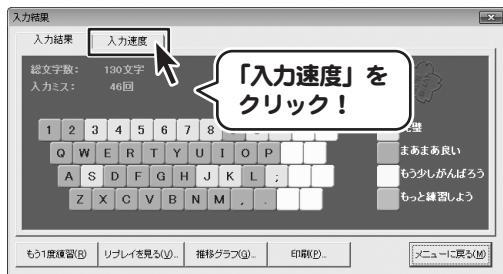 入力結果
入力結果 入力速度
総文字数: 130文字
入力ミス: 46回
「入力速度」を
クリック！
1 2 3 4 5 6 7 8
Q W E R T Y U I O P
A S D F G H J K L ;
Z X C V B N M , .
まあまあ良い
もう少しがんばろう
もっと練習しよう
もう1度練習(R) リプレイを見る(V)... 推移グラフ(G)... 印刷(P)... メニューに戻る(M)